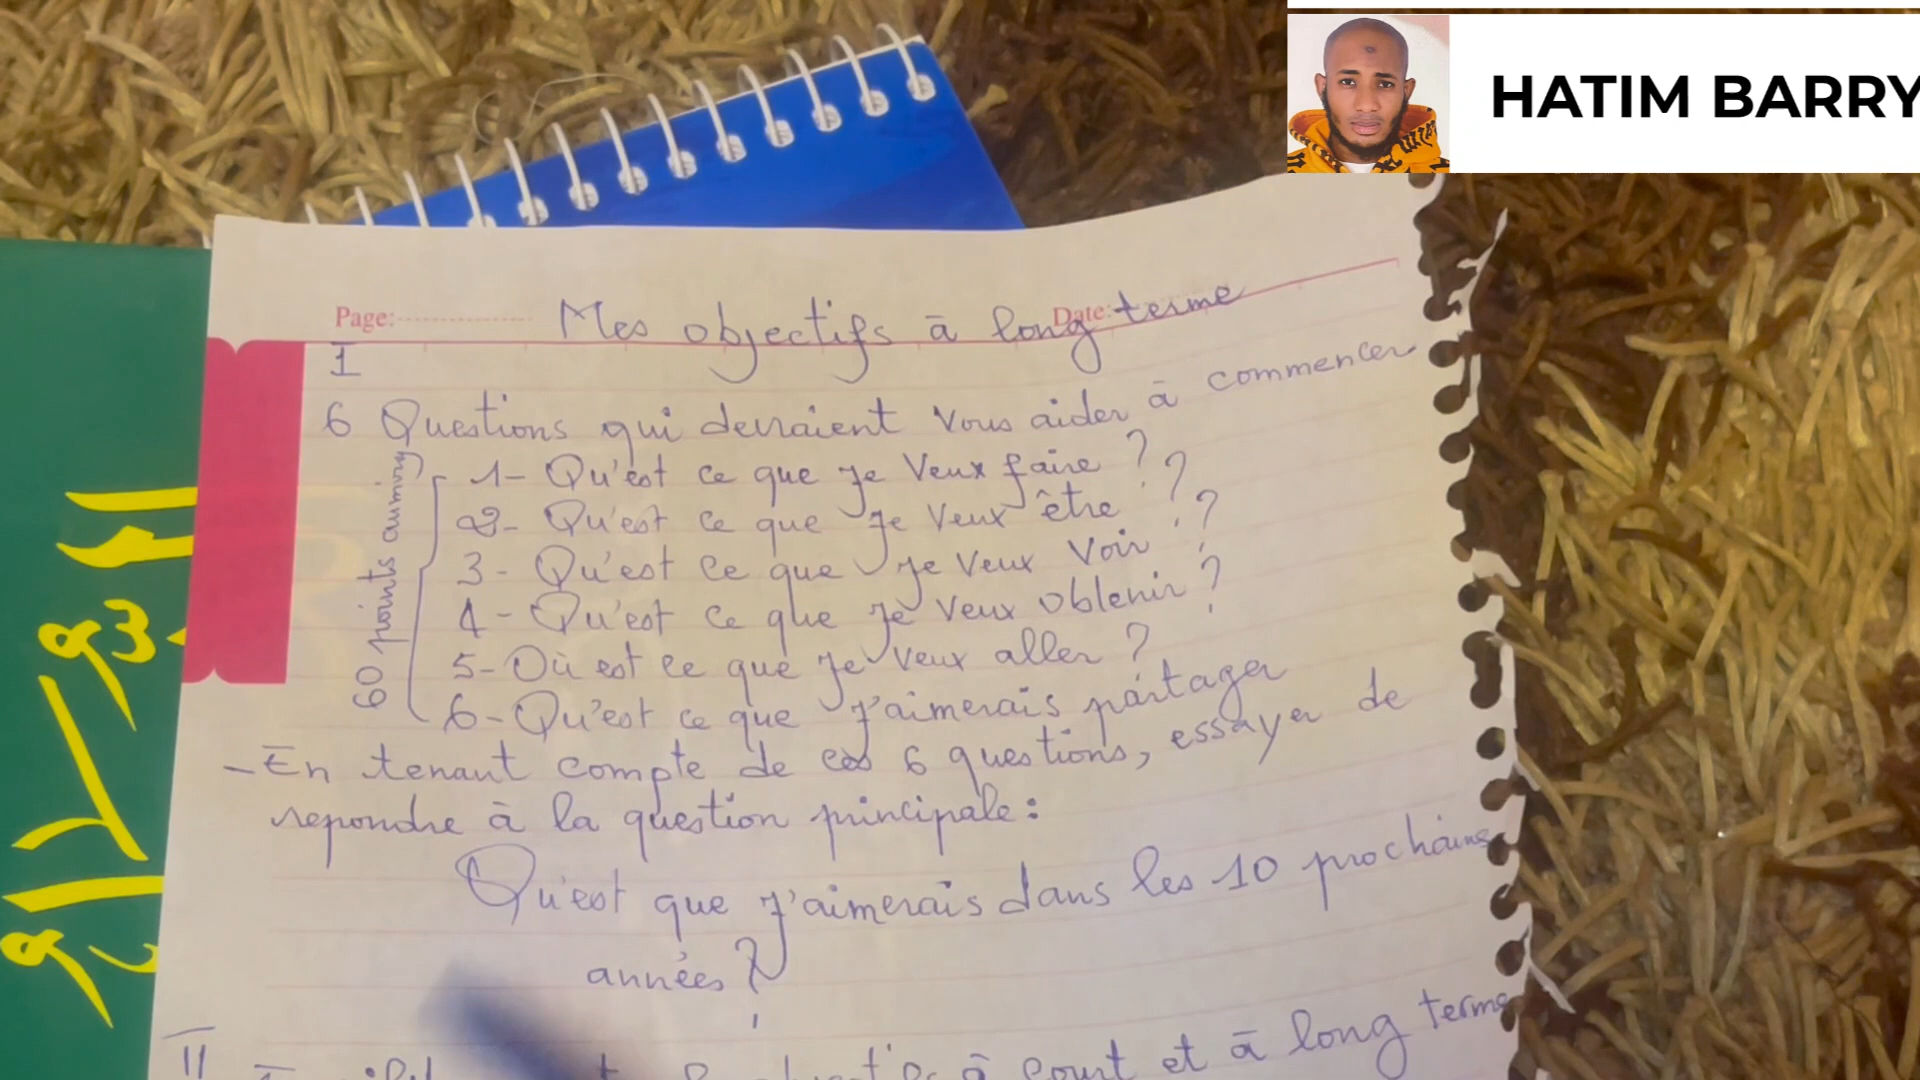 HATIM BARRY
Page:
Date:
Mes objectifs à long terme
I
6 Questions qui devraient vous aider à commencer
60 points
1- Qu'est ce que je veux faire ?
2- Qu'est ce que je veux être ?
3- Qu'est ce que je veux voir ?
4- Qu'est ce que je veux obtenir ?
5- Où est ce que je veux aller ?
6- Qu'est ce que j'aimerais partager
- En tenant compte de ces 6 questions, essayer de
repondre à la question principale :
Qu'est que j'aimerais dans les 10 prochaines
années ?
II
à court et à long terme